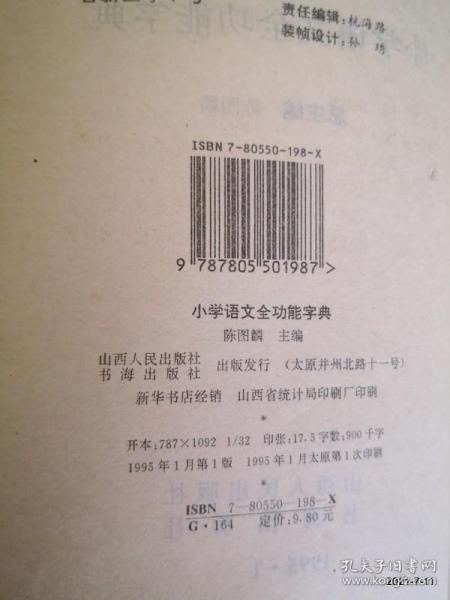 责任编辑：杭海路
装帧设计：孙 琇
ISBN 7-80550-198-X
9 787805 501987 >
小学语文全功能字典
陈图麟 主编
山西人民出版社
书海出版社 出版发行 （太原并州北路十一号）
新华书店经销 山西省统计局印刷厂印刷
*
开本：787×1092 1/32 印张：17.5 字数：900千字
1995年1月第1版 1995年1月太原第1次印刷
*
ISBN 7-80550-198-X
G·164 定价：9.80元
孔夫子旧书网
2021-7-11